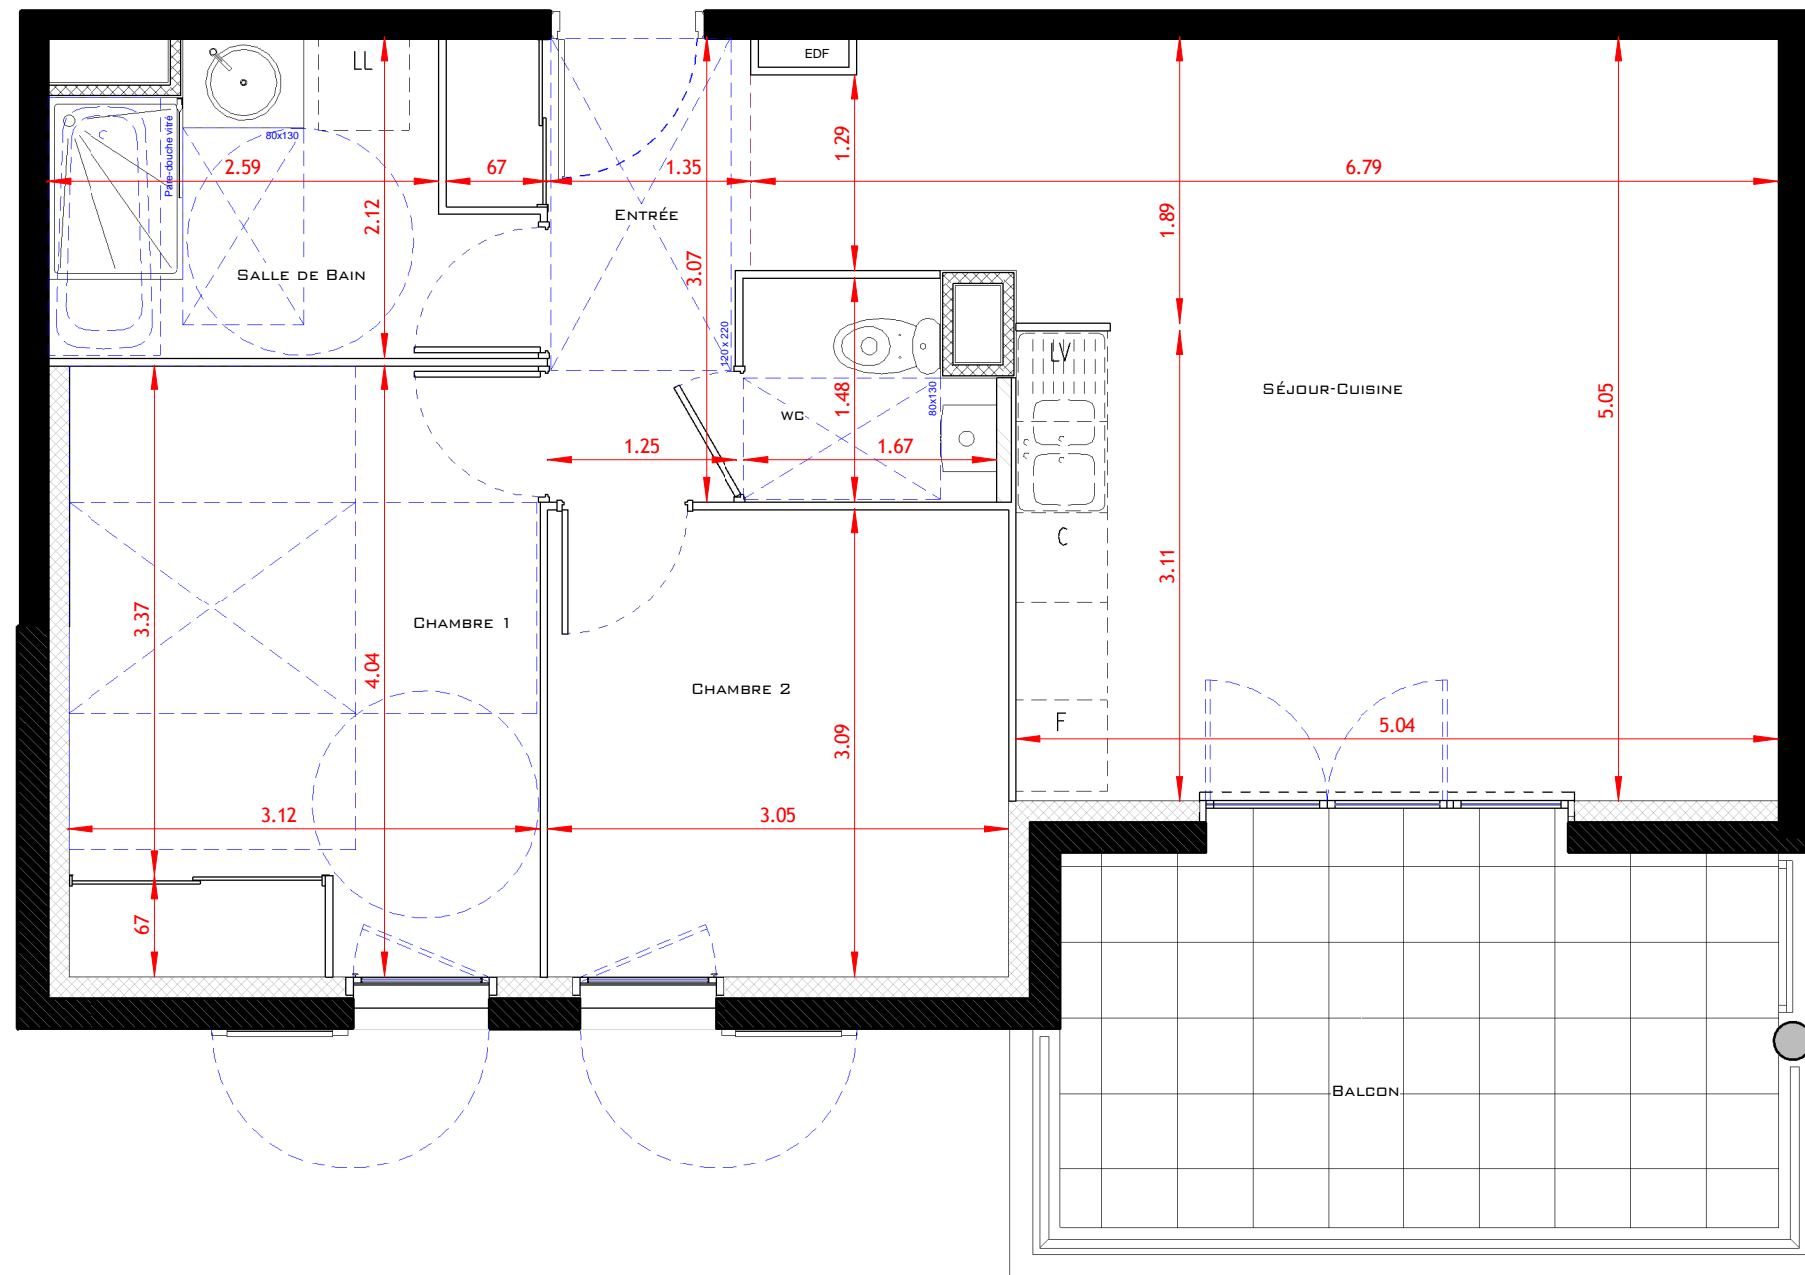 EDF
LL
80x130
Pare-douche vitré
2.59
67
1.35
1.29
6.79
2.12
ENTRÉE
1.89
SALLE DE BAIN
3.07
120 x 220
LV
SÉJOUR-CUISINE
5.05
1.48
80x130
WC
1.25
1.67
C
3.11
3.37
CHAMBRE 1
4.04
CHAMBRE 2
F
5.04
3.09
3.12
3.05
67
BALCON